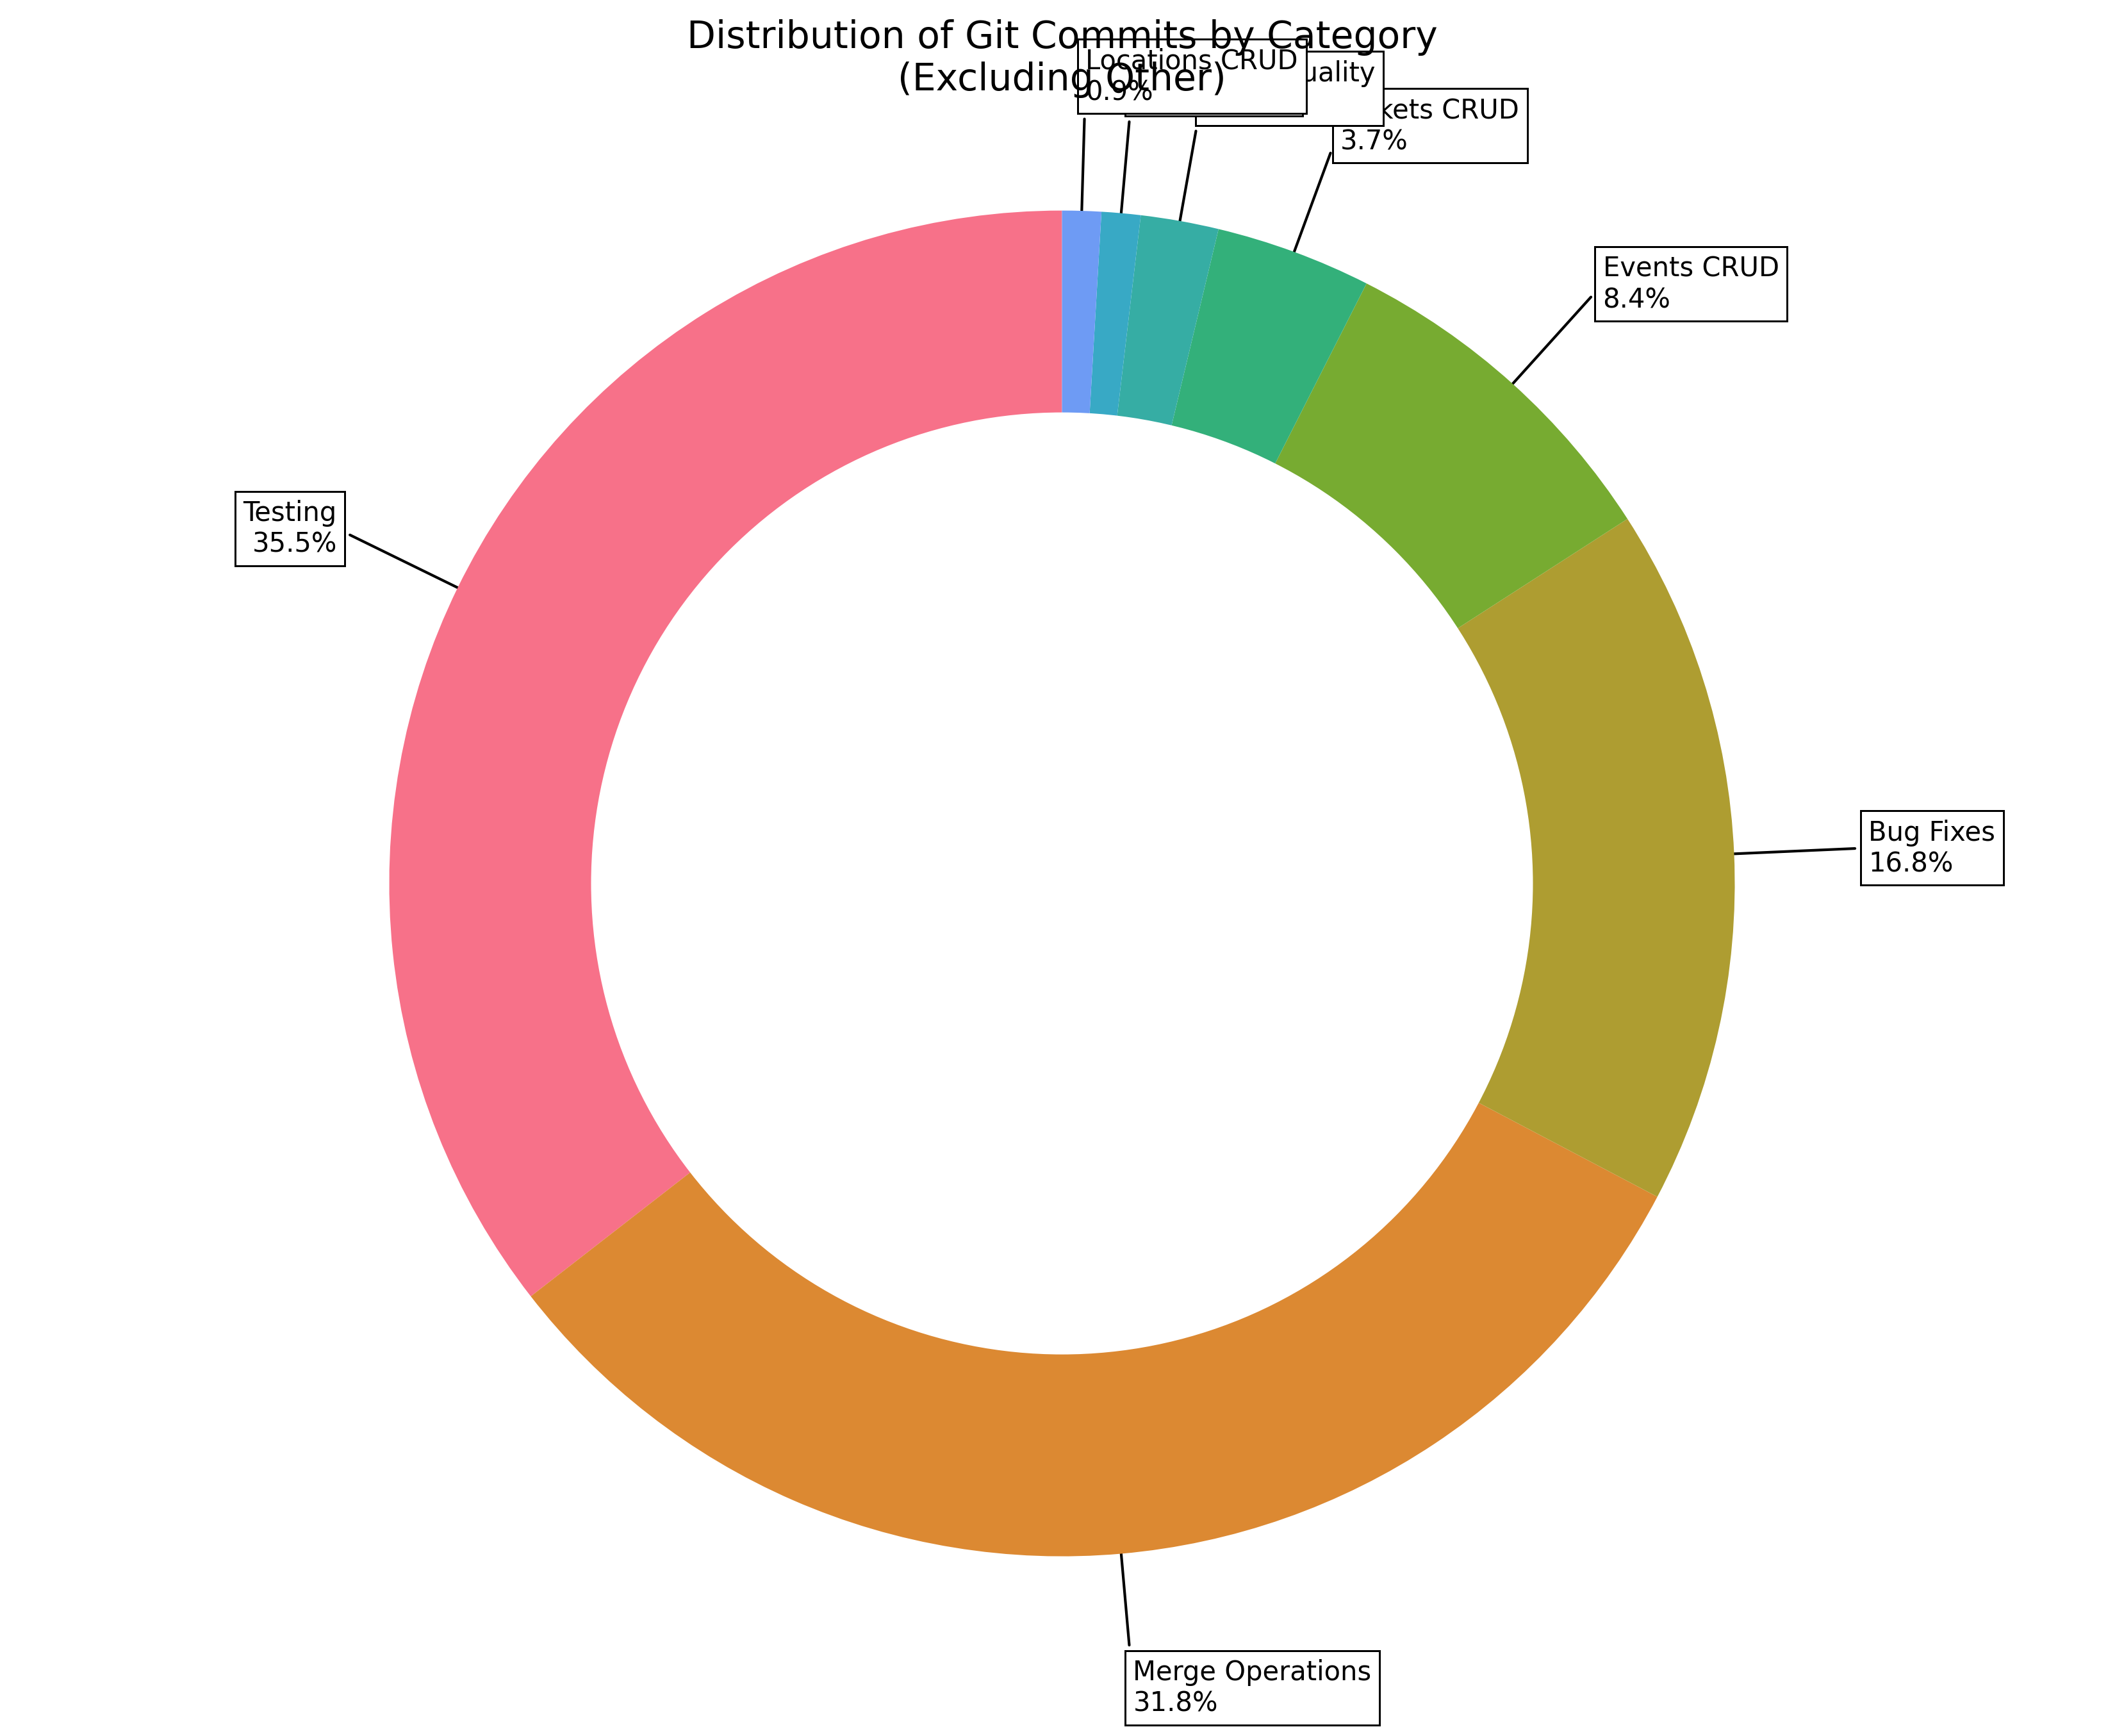 Distribution of Git Commits by Category
(Excluding Other)
Locations CRUD
0.9%
uality
kets CRUD
3.7%
Events CRUD
8.4%
Testing
35.5%
Bug Fixes
16.8%
Merge Operations
31.8%